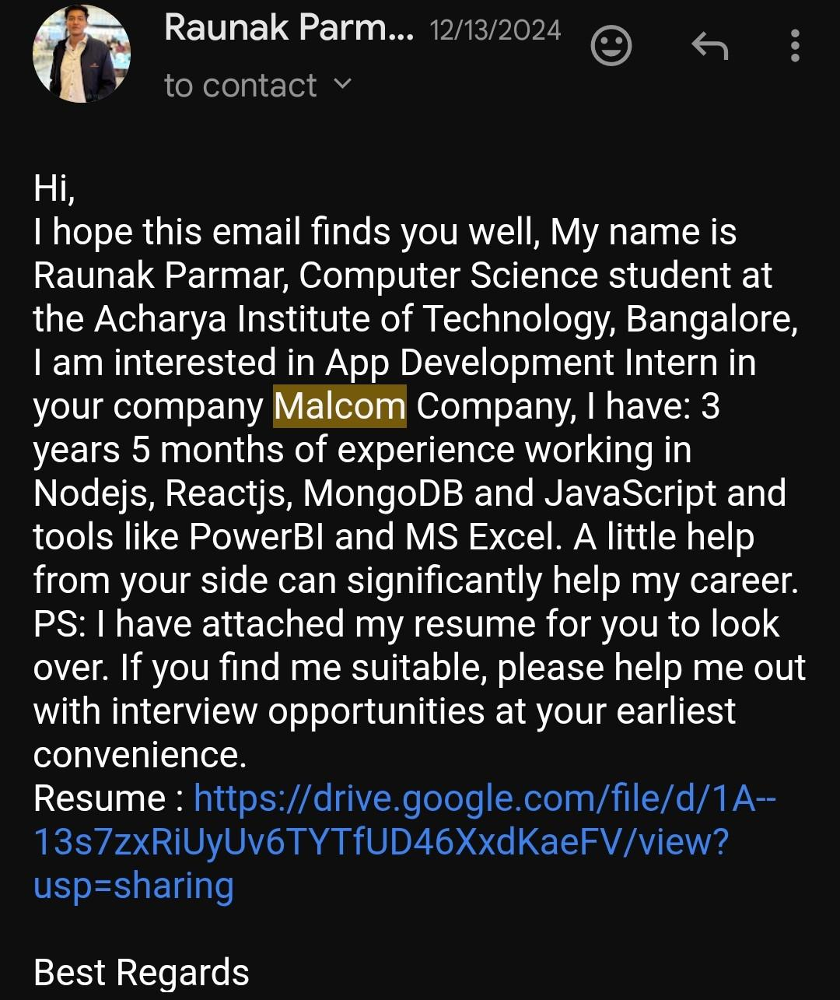 Raunak Parm... 12/13/2024
to contact
Hi,
I hope this email finds you well, My name is
Raunak Parmar, Computer Science student at
the Acharya Institute of Technology, Bangalore,
I am interested in App Development Intern in
your company Malcom Company, I have: 3
years 5 months of experience working in
Nodejs, Reactjs, MongoDB and JavaScript and
tools like PowerBI and MS Excel. A little help
from your side can significantly help my career.
PS: I have attached my resume for you to look
over. If you find me suitable, please help me out
with interview opportunities at your earliest
convenience.
Resume : https://drive.google.com/file/d/1A--
13s7zxRiUyUv6TYTfUD46XxdKaeFV/view?
usp=sharing
Best Regards